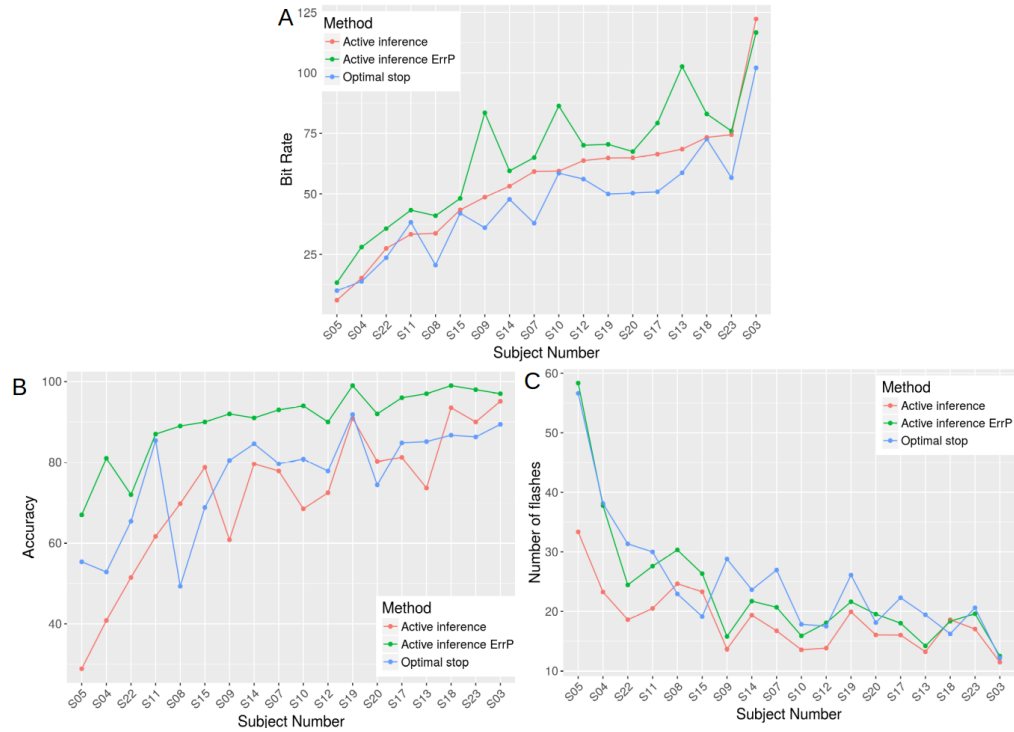 A
Method
Active inference
Active inference ErrP
Optimal stop
125
100
75
50
25
Bit Rate
S05 S04 S22 S11 S08 S15 S09 S14 S07 S10 S12 S19 S20 S17 S13 S18 S23 S03
Subject Number
B
100
80
60
40
Accuracy
Method
Active inference
Active inference ErrP
Optimal stop
S05 S04 S22 S11 S08 S15 S09 S14 S07 S10 S12 S19 S20 S17 S13 S18 S23 S03
Subject Number
C
60
50
40
30
20
10
Number of flashes
Method
Active inference
Active inference ErrP
Optimal stop
S05 S04 S22 S11 S08 S15 S09 S14 S07 S10 S12 S19 S20 S17 S13 S18 S23 S03
Subject Number